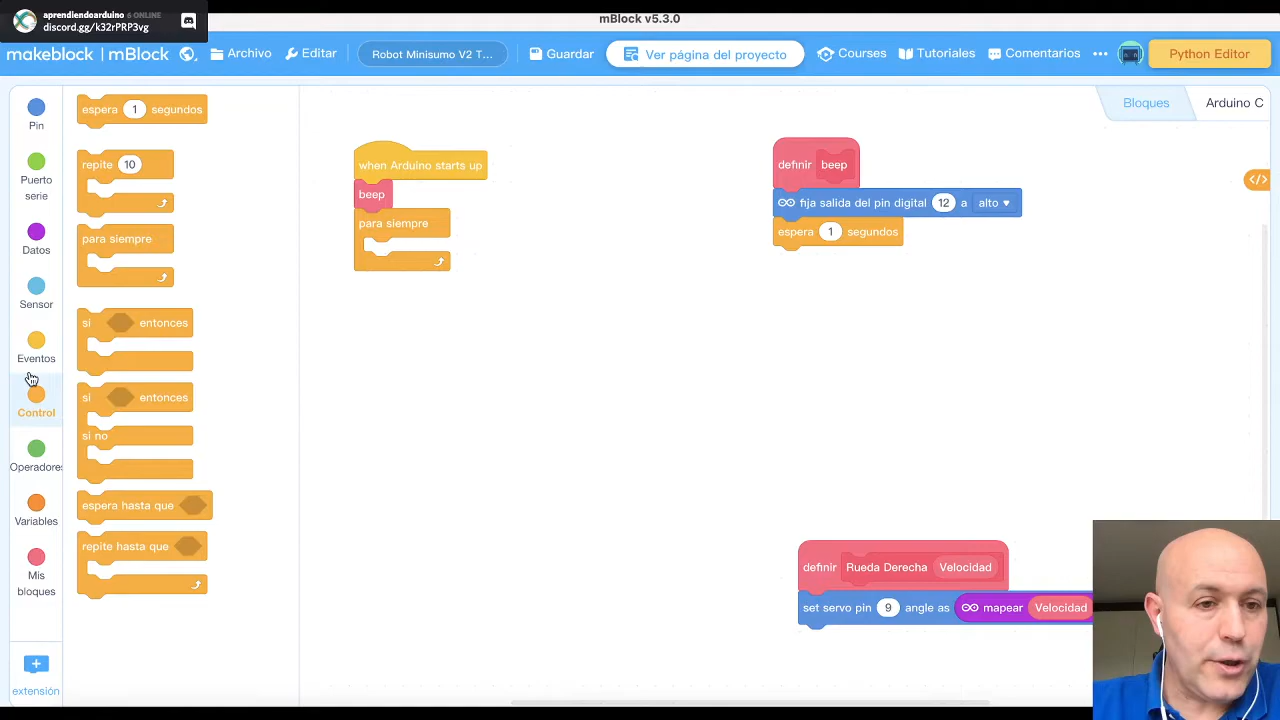 aprendiendoarduino 6 ONLINE
discord.gg/k32rPRP3vg
mBlock v5.3.0
makeblock | mBlock
Archivo
Editar
Robot Minisumo V2 T...
Guardar
Ver página del proyecto
Courses
Tutoriales
Comentarios
Python Editor
Bloques
Arduino C
Pin
Puerto serie
Datos
Sensor
Eventos
Control
Operadores
Variables
Mis bloques
extensión
espera 1 segundos
repite 10
para siempre
si entonces
si entonces
si no
espera hasta que
repite hasta que
when Arduino starts up
beep
para siempre
definir beep
fija salida del pin digital 12 a alto
espera 1 segundos
definir Rueda Derecha Velocidad
set servo pin 9 angle as mapear Velocidad